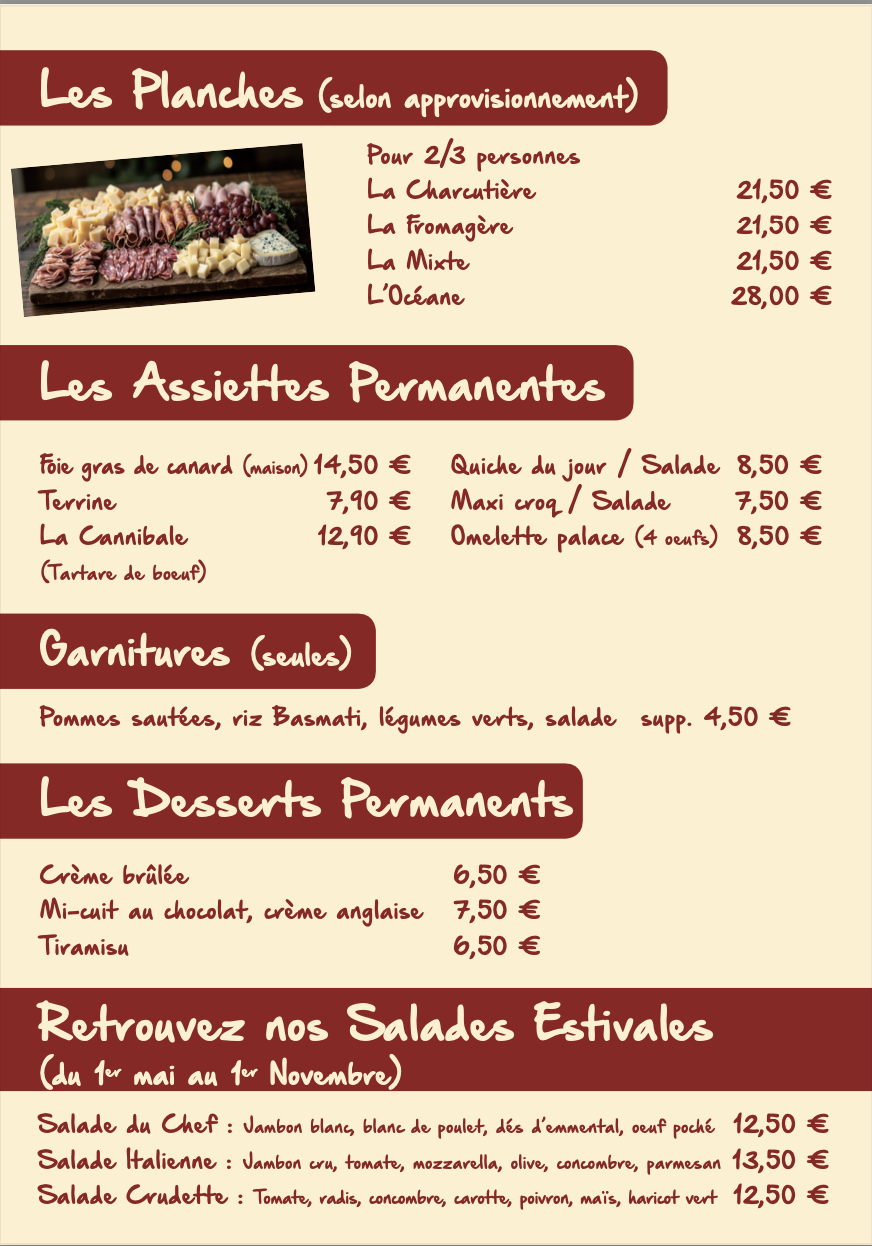 Les Planches (selon approvisionnement)
Pour 2/3 personnes
La Charcutière 21,50 €
La Fromagère 21,50 €
La Mixte 21,50 €
L'Océane 28,00 €
Les Assiettes Permanentes
Foie gras de canard (maison) 14,50 €
Terrine 7,90 €
La Cannibale 12,90 €
(Tartare de boeuf)
Quiche du jour / Salade 8,50 €
Maxi croq / Salade 7,50 €
Omelette palace (4 oeufs) 8,50 €
Garnitures (seules)
Pommes sautées, riz Basmati, légumes verts, salade supp. 4,50 €
Les Desserts Permanents
Crème brûlée 6,50 €
Mi-cuit au chocolat, crème anglaise 7,50 €
Tiramisu 6,50 €
Retrouvez nos Salades Estivales
(du 1er mai au 1er Novembre)
Salade du Chef : Jambon blanc, blanc de poulet, dés d'emmental, oeuf poché 12,50 €
Salade Italienne : Jambon cru, tomate, mozzarella, olive, concombre, parmesan 13,50 €
Salade Crudette : Tomate, radis, concombre, carotte, poivron, maïs, haricot vert 12,50 €